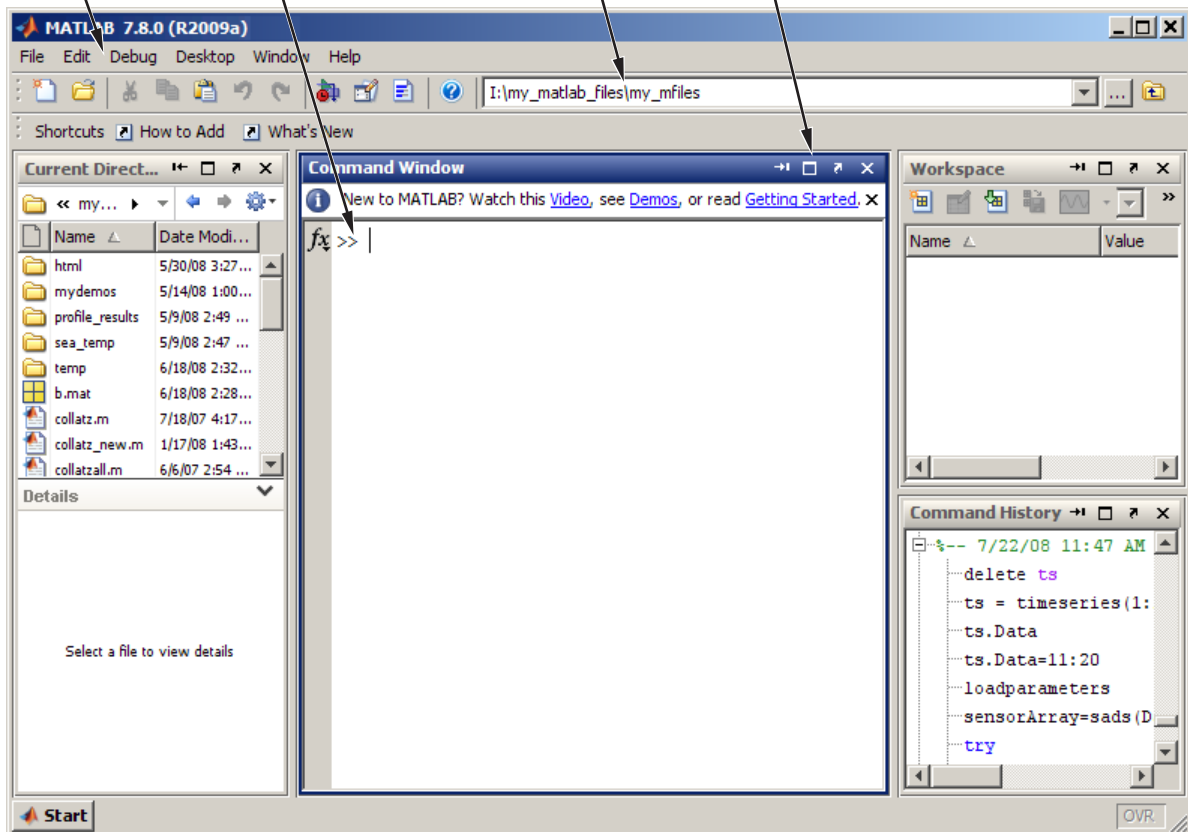 MATLAB 7.8.0 (R2009a)
File Edit Debug Desktop Window Help
I:\my_matlab_files\my_mfiles
Shortcuts How to Add What's New
Current Direct...
« my...
Name Date Modi...
html 5/30/08 3:27...
mydemos 5/14/08 1:00...
profile_results 5/9/08 2:49 ...
sea_temp 5/9/08 2:47 ...
temp 6/18/08 2:32...
b.mat 6/18/08 2:28...
collatz.m 7/18/07 4:17...
collatz_new.m 1/17/08 1:43...
collatzall.m 6/6/07 2:54 ...
Details
Select a file to view details
Command Window
New to MATLAB? Watch this Video, see Demos, or read Getting Started.
fx >>
Workspace
Name Value
Command History
%-- 7/22/08 11:47 AM
delete ts
ts = timeseries(1:
ts.Data
ts.Data=11:20
loadparameters
sensorArray=sads(D
try
Start
OVR